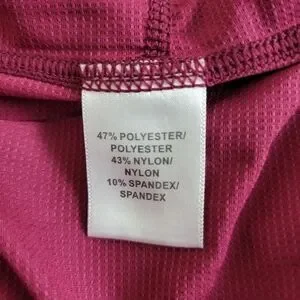 47% POLYESTER/
POLYESTER
43% NYLON/
NYLON
10% SPANDEX/
SPANDEX